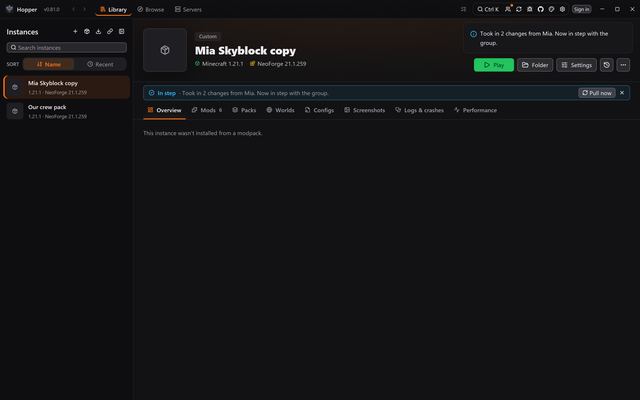 Hopper v0.81.0 Library Browse Servers Ctrl K Sign in
Instances
Search instances
SORT Name Recent
Mia Skyblock copy
1.21.1 · NeoForge 21.1.259
Our crew pack
1.21.1 · NeoForge 21.1.259
Custom
Mia Skyblock copy
Minecraft 1.21.1 NeoForge 21.1.259
Took in 2 changes from Mia. Now in step with the
group.
Play Folder Settings
In step · Took in 2 changes from Mia. Now in step with the group. Pull now
Overview Mods 6 Packs Worlds Configs Screenshots Logs & crashes Performance
This instance wasn't installed from a modpack.